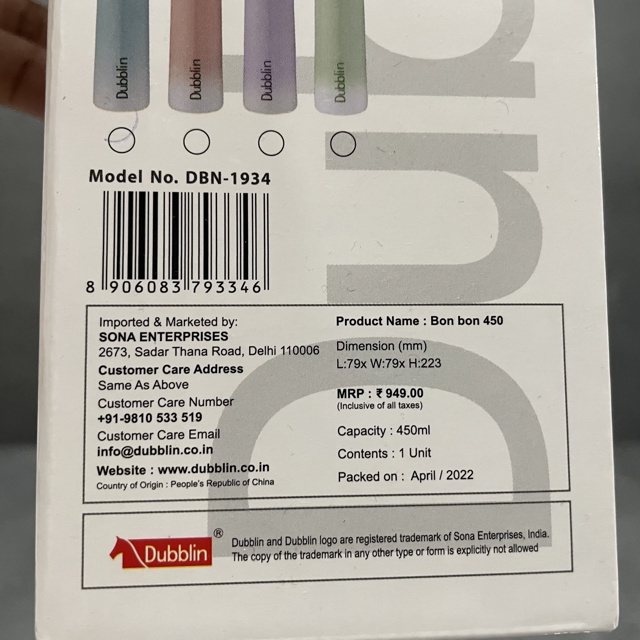 Dubblin Dubblin Dubblin Dubblin
Model No. DBN-1934
8 906083 793346
Imported & Marketed by:
SONA ENTERPRISES
2673, Sadar Thana Road, Delhi 110006
Customer Care Address
Same As Above
Customer Care Number
+91-9810 533 519
Customer Care Email
info@dubblin.co.in
Website : www.dubblin.co.in
Country of Origin : People's Republic of China
Product Name : Bon bon 450
Dimension (mm)
L:79x W:79x H:223
MRP : ₹ 949.00
(Inclusive of all taxes)
Capacity : 450ml
Contents : 1 Unit
Packed on : April / 2022
Dubblin®
Dubblin and Dubblin logo are registered trademark of Sona Enterprises, India.
The copy of the trademark in any other type or form is explicitly not allowed